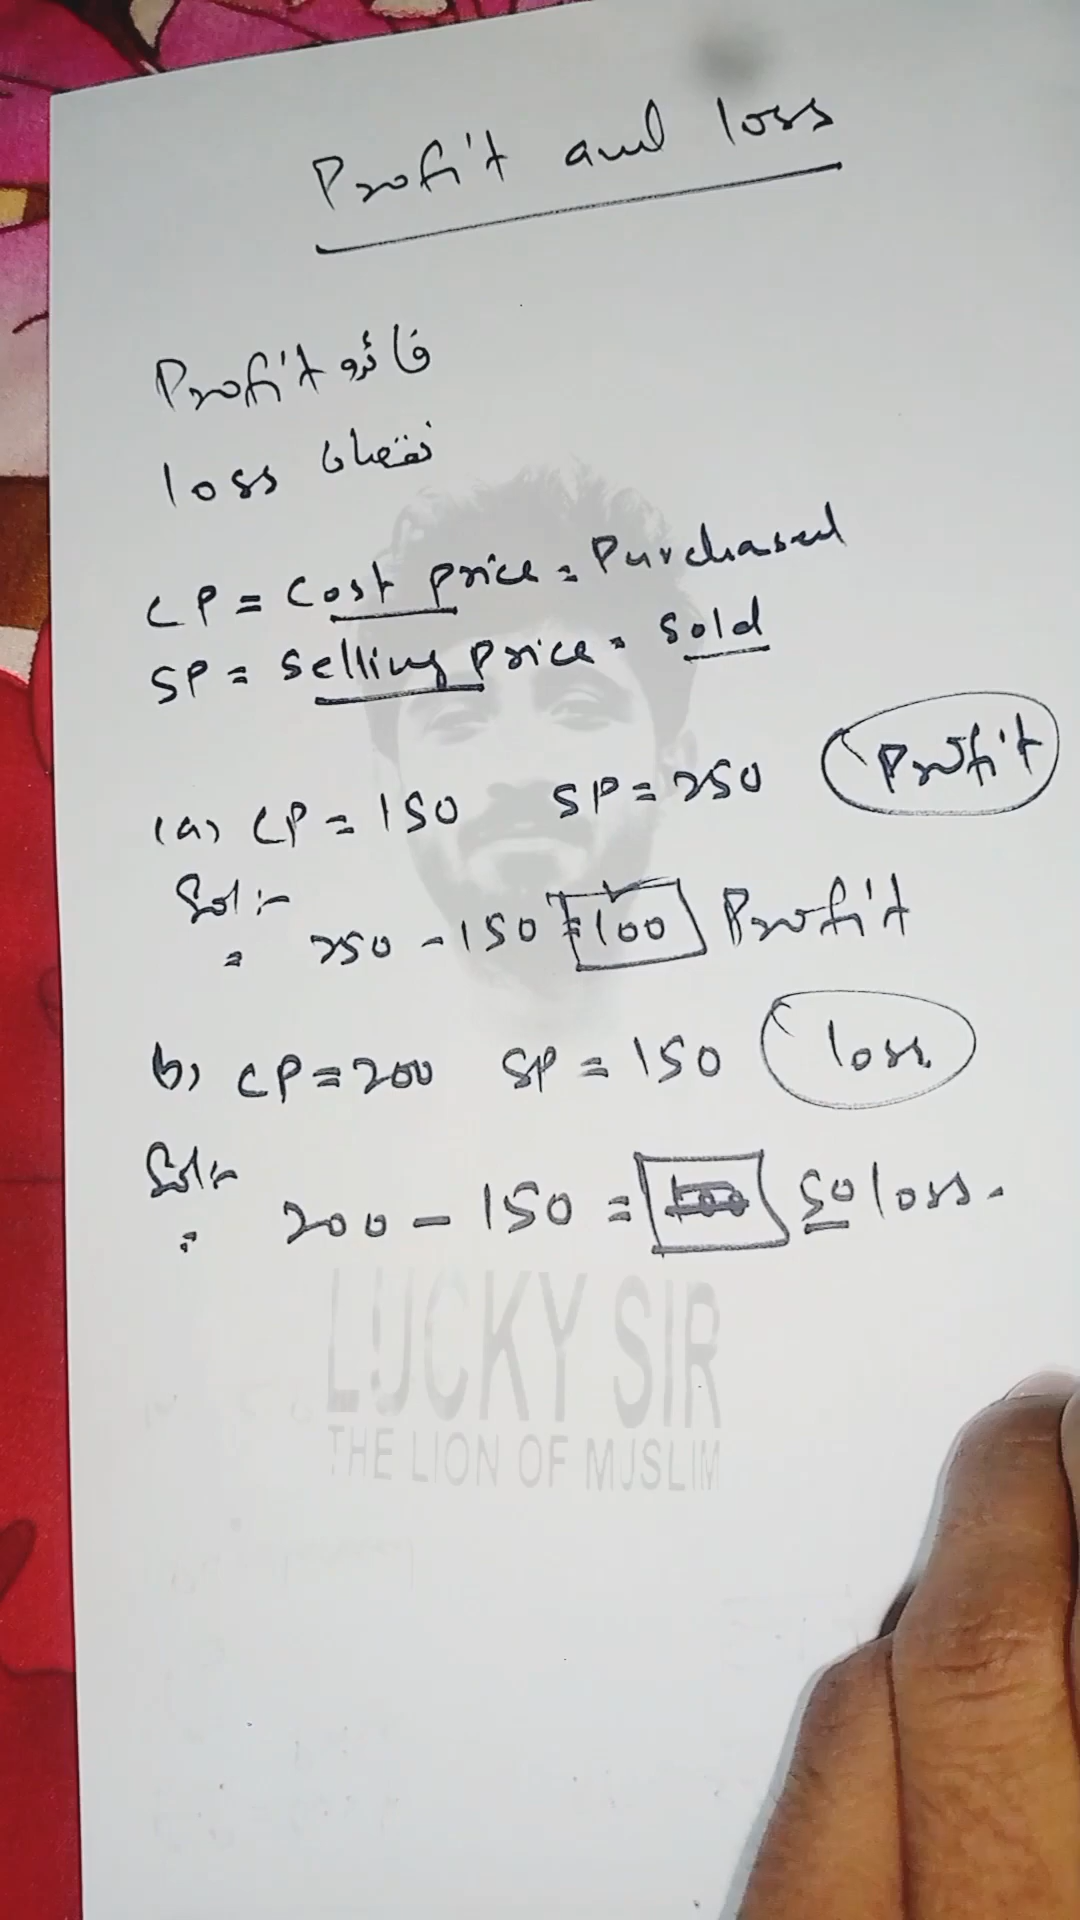 Profit and loss
Profit فائدہ
loss نقصان
CP = Cost price = Purchased
SP = Selling price = Sold
(a) CP = 150 SP = 250 Profit
Sol:-
= 250 - 150 = 100 Profit
b) CP = 200 SP = 150 loss
Sol:-
= 200 - 150 = 50 loss.
LUCKY SIR
THE LION OF MUSLIM